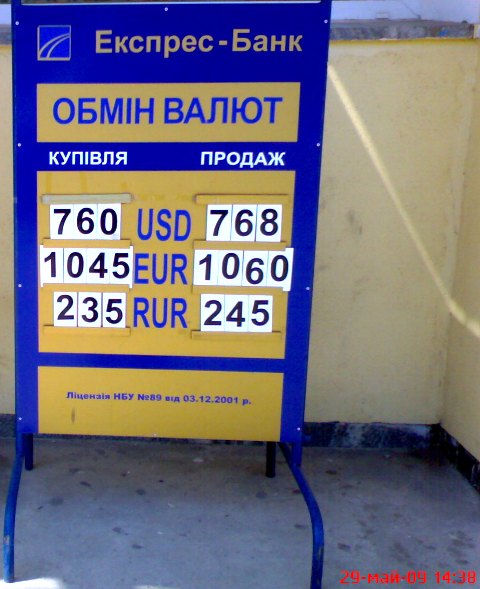 Експрес-Банк
ОБМІН ВАЛЮТ
КУПІВЛЯ ПРОДАЖ
760 USD 768
1045 EUR 1060
235 RUR 245
Ліцензія НБУ №89 від 03.12.2001 р.
29-май-09 14:38